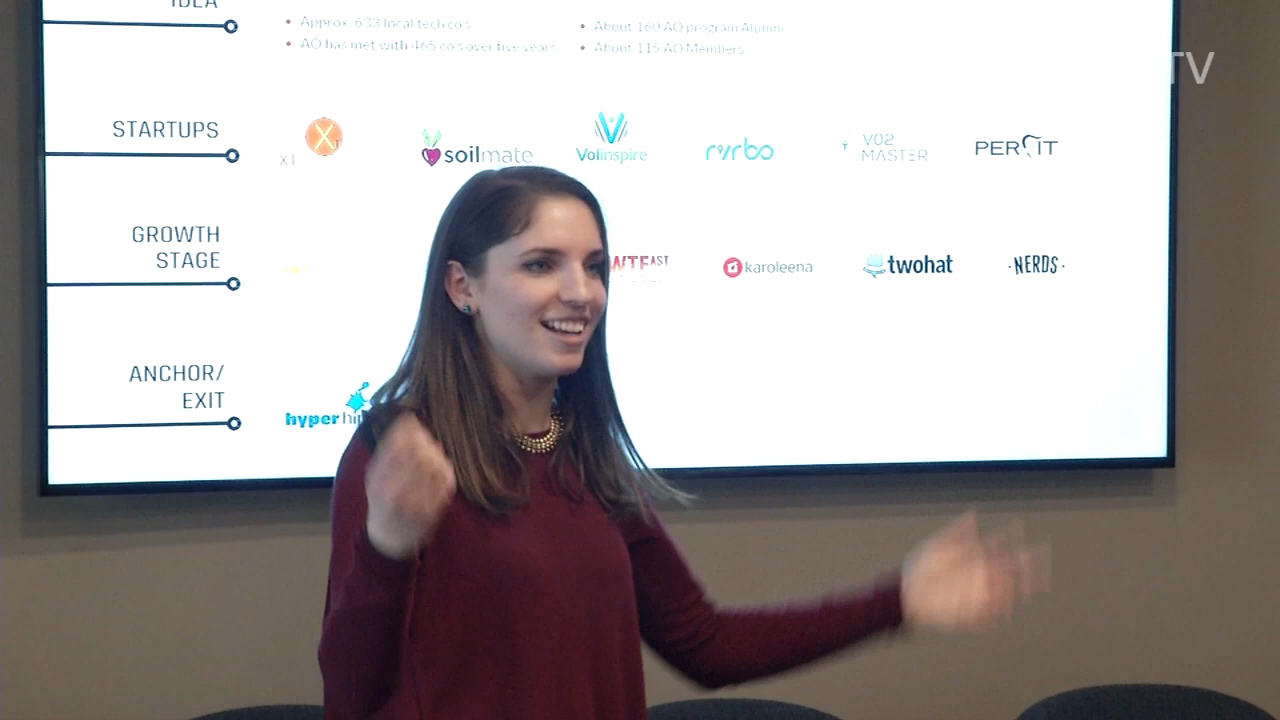 IDEA
• Approx. 633 local tech co's
• AO has met with 465 co's over five years
• About 160 AO program Alumni
• About 115 AO Members
TV
STARTUPS
X
soilmate
Volinspire
VO2
MASTER
PERFIT
GROWTH
STAGE
WTFAST
karoleena
twohat
·NERDS·
ANCHOR/
EXIT
hyper